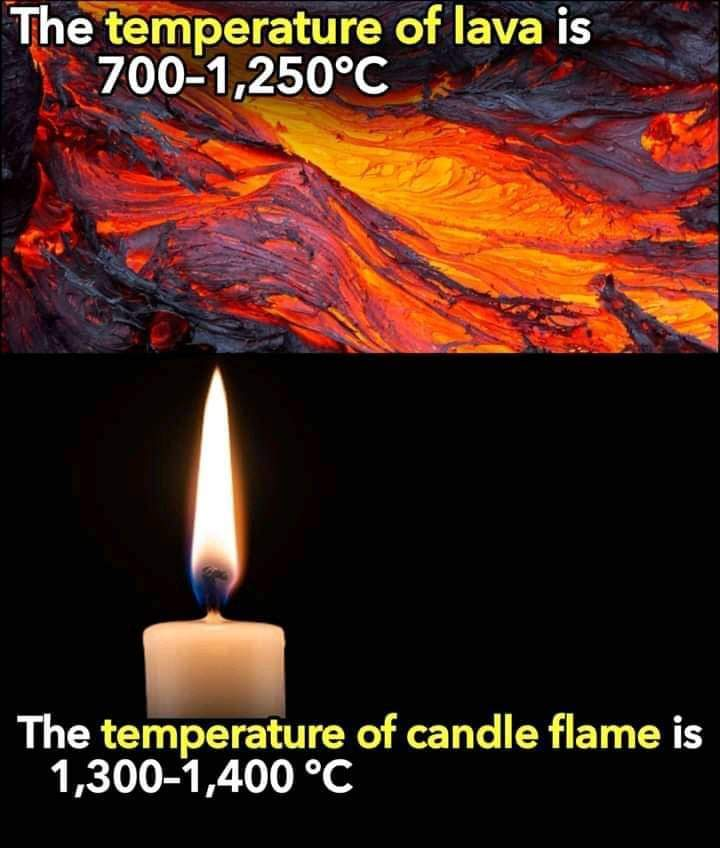 The temperature of lava is
700-1,250°C
The temperature of candle flame is
1,300-1,400 °C